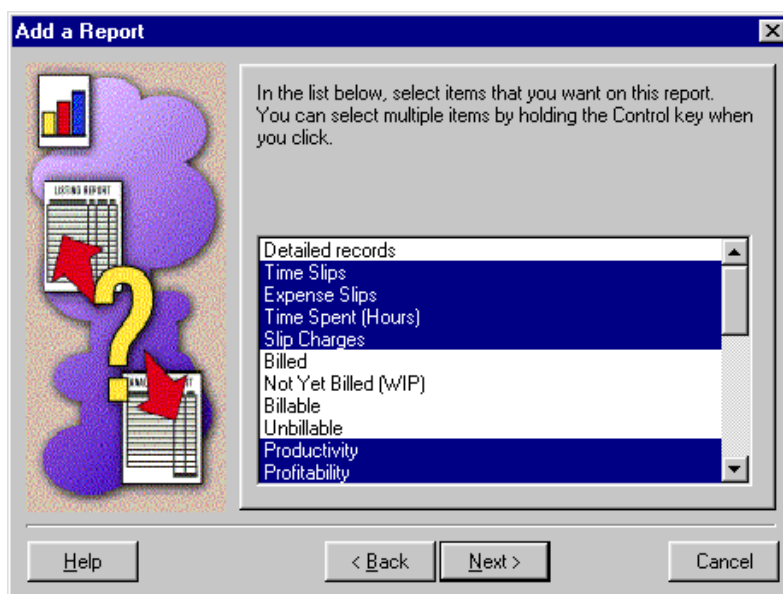 Add a Report
In the list below, select items that you want on this report.
You can select multiple items by holding the Control key when
you click.
LISTING REPORT
Detailed records
Time Slips
Expense Slips
Time Spent (Hours)
Slip Charges
Billed
Not Yet Billed (WIP)
Billable
Unbillable
Productivity
Profitability
Help
< Back
Next >
Cancel